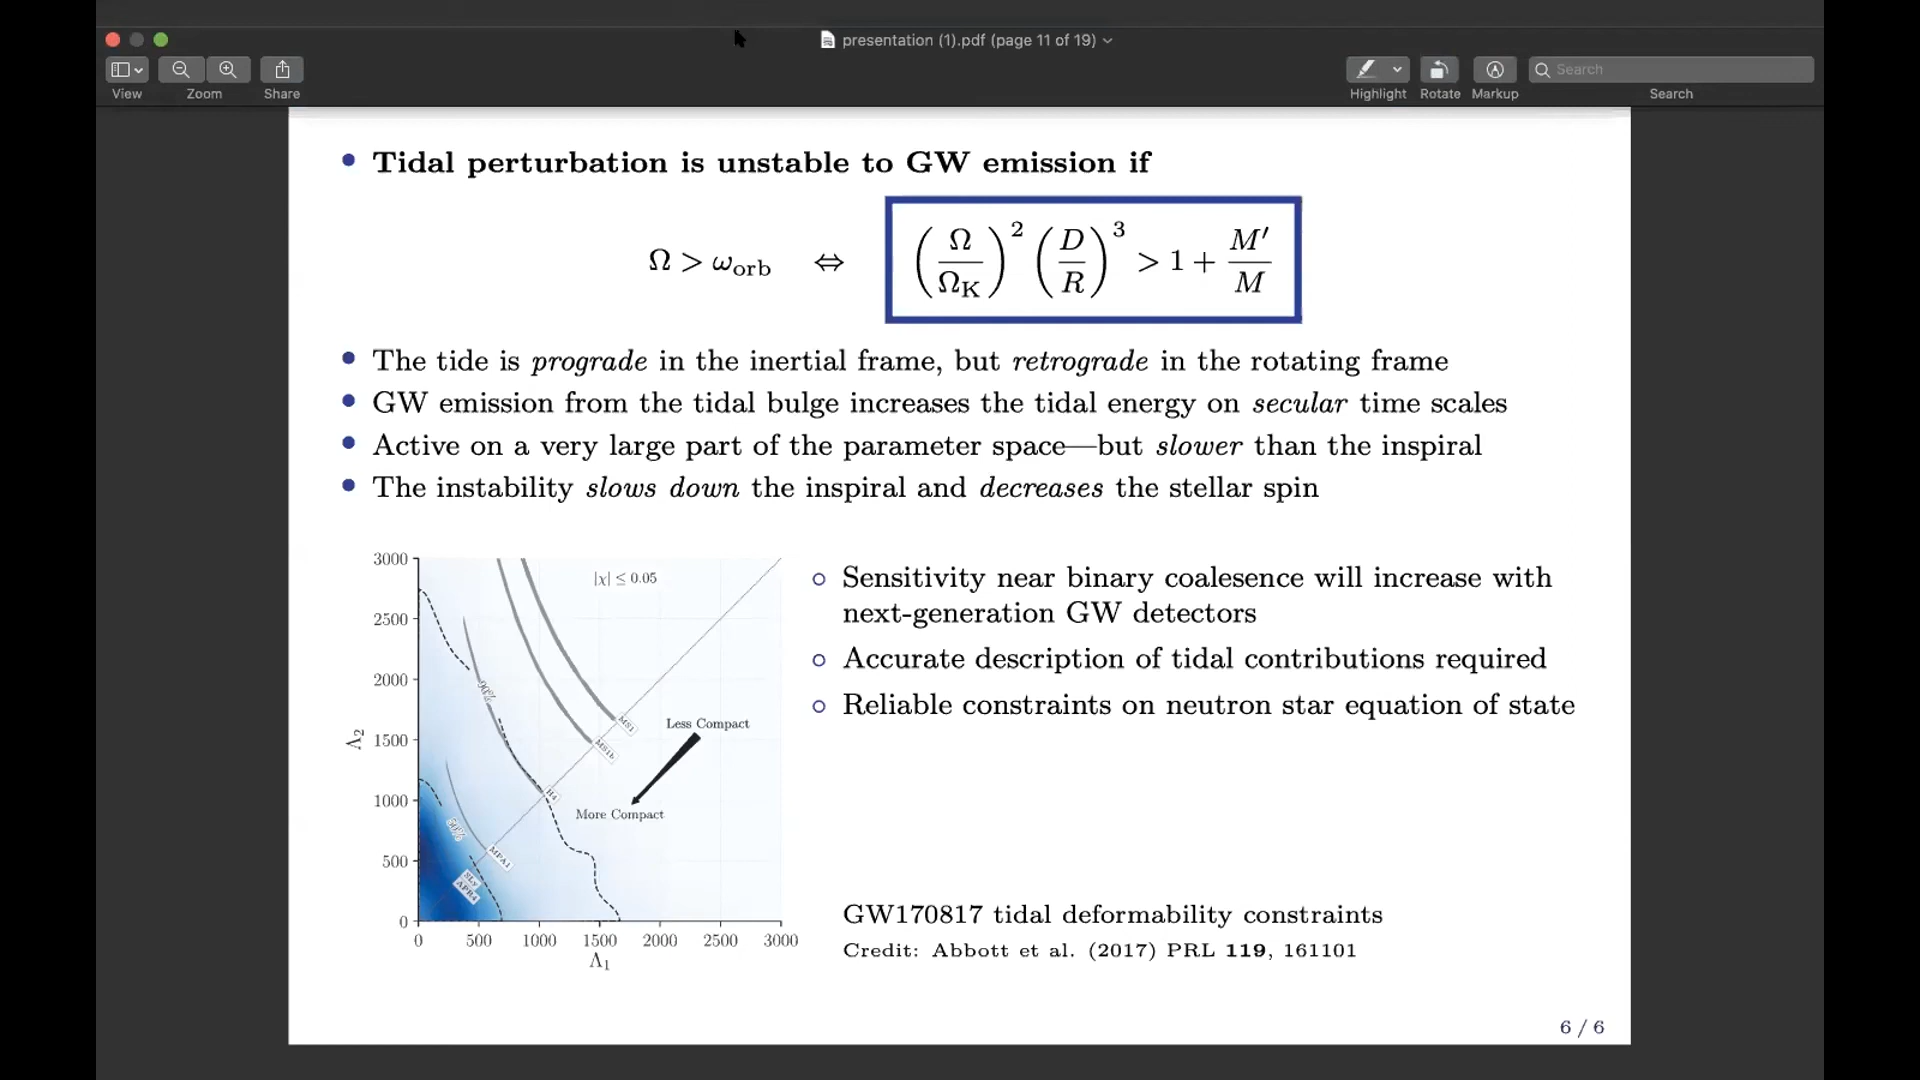 presentation (1).pdf (page 11 of 19)
View
Zoom
Share
Highlight
Rotate
Markup
Search
Search
• Tidal perturbation is unstable to GW emission if
Ω > ω_orb ⇔ (Ω/Ω_K)² (D/R)³ > 1 + M′/M
• The tide is prograde in the inertial frame, but retrograde in the rotating frame
• GW emission from the tidal bulge increases the tidal energy on secular time scales
• Active on a very large part of the parameter space—but slower than the inspiral
• The instability slows down the inspiral and decreases the stellar spin
3000
2500
2000
1500
1000
500
0
Λ₂
|χ| ≤ 0.05
90%
50%
MS1
MS1b
H4
MPA1
SLy
APR4
Less Compact
More Compact
0 500 1000 1500 2000 2500 3000
Λ₁
○ Sensitivity near binary coalesence will increase with
next-generation GW detectors
○ Accurate description of tidal contributions required
○ Reliable constraints on neutron star equation of state
GW170817 tidal deformability constraints
Credit: Abbott et al. (2017) PRL 119, 161101
6 / 6